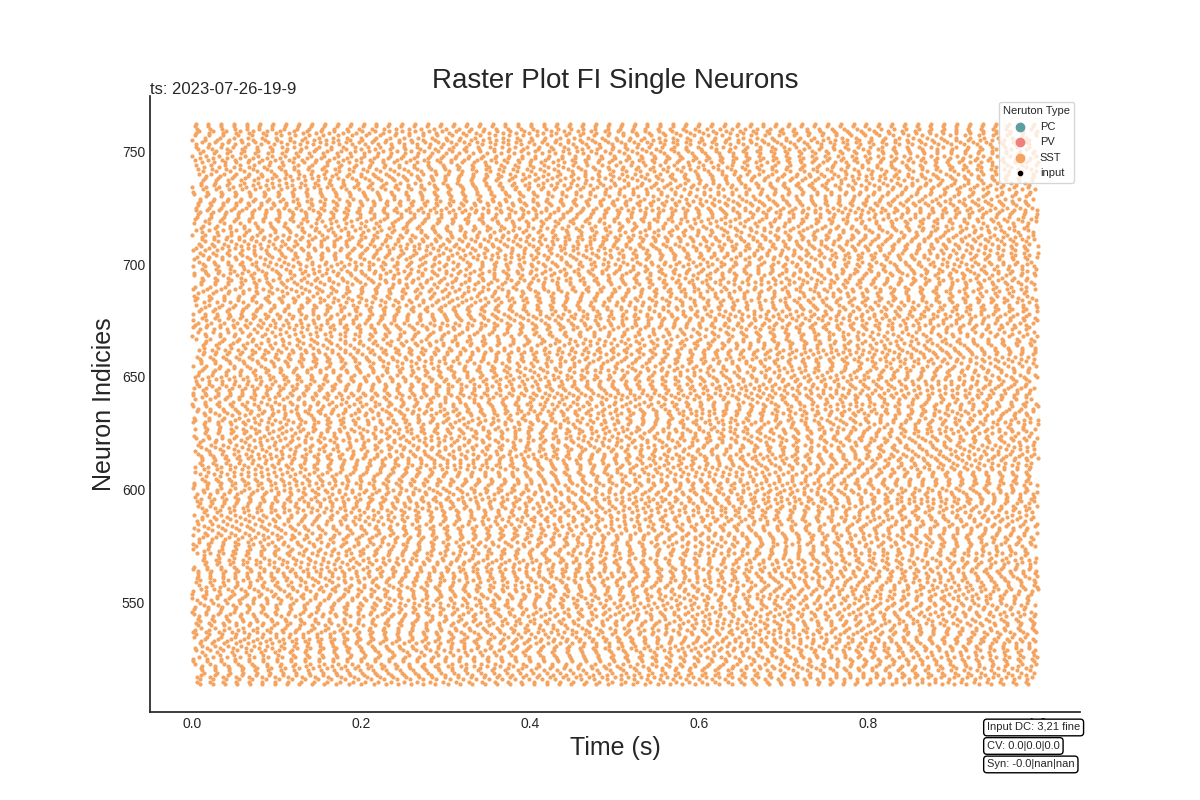 Raster Plot FI Single Neurons
ts: 2023-07-26-19-9
Neruton Type
PC
PV
SST
input
750
700
650
600
550
Neuron Indicies
0.0 0.2 0.4 0.6 0.8
Time (s)
Input DC: 3,21 fine
CV: 0.0|0.0|0.0
Syn: -0.0|nan|nan